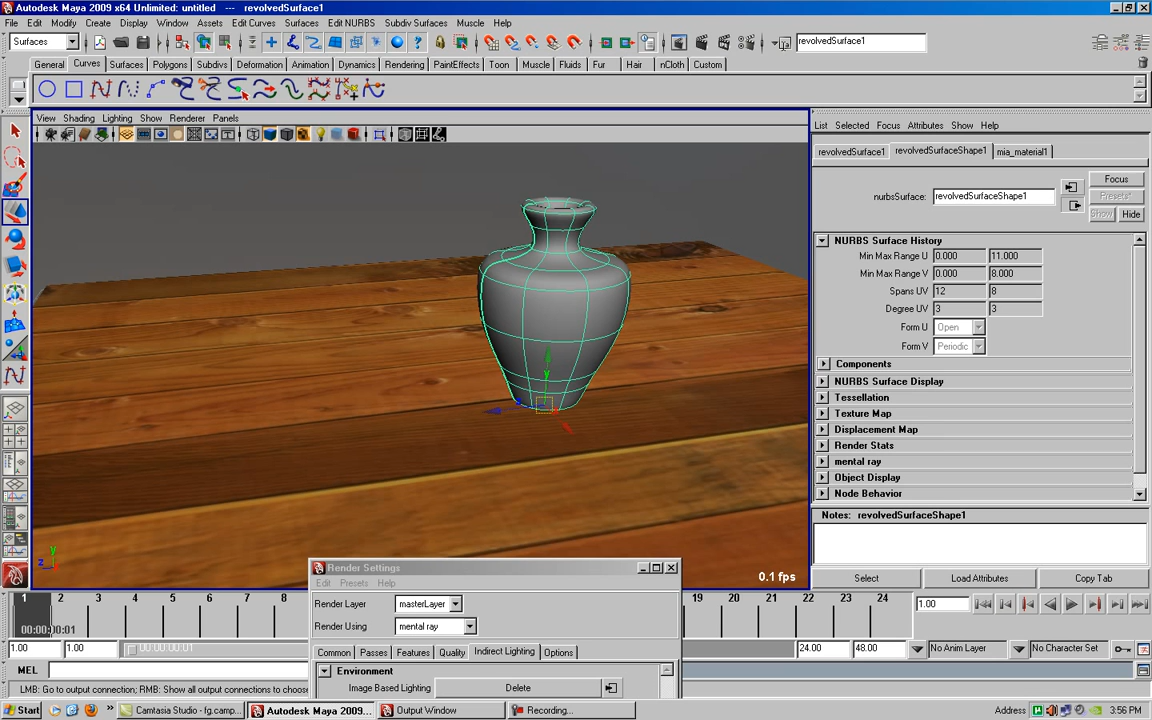 Autodesk Maya 2009 x64 Unlimited: untitled   ---   revolvedSurface1
File Edit Modify Create Display Window Assets Edit Curves Surfaces Edit NURBS Subdiv Surfaces Muscle Help
Surfaces revolvedSurface1
General Curves Surfaces Polygons Subdivs Deformation Animation Dynamics Rendering PaintEffects Toon Muscle Fluids Fur Hair nCloth Custom
View Shading Lighting Show Renderer Panels
List Selected Focus Attributes Show Help
revolvedSurface1 revolvedSurfaceShape1 mia_material1
Focus
nurbsSurface: revolvedSurfaceShape1 Presets*
Show Hide
NURBS Surface History
Min Max Range U 0.000 11.000
Min Max Range V 0.000 8.000
Spans UV 12 8
Degree UV 3 3
Form U Open
Form V Periodic
Components
NURBS Surface Display
Tessellation
Texture Map
Displacement Map
Render Stats
mental ray
Object Display
Node Behavior
Notes: revolvedSurfaceShape1
y
y
z
0.1 fps
Select Load Attributes Copy Tab
Render Settings
Edit Presets Help
Render Layer masterLayer
Render Using mental ray
Common Passes Features Quality Indirect Lighting Options
Environment
Image Based Lighting Delete
1 2 3 4 5 6 7 8 19 20 21 22 23 24
00:00:00:01
1.00
1.00 1.00 00:00:00:01 24.00 48.00 No Anim Layer No Character Set
MEL
LMB: Go to output connection; RMB: Show all output connections to choose
Start Camtasia Studio - fg.camp... Autodesk Maya 2009... Output Window Recording... Address 3:56 PM